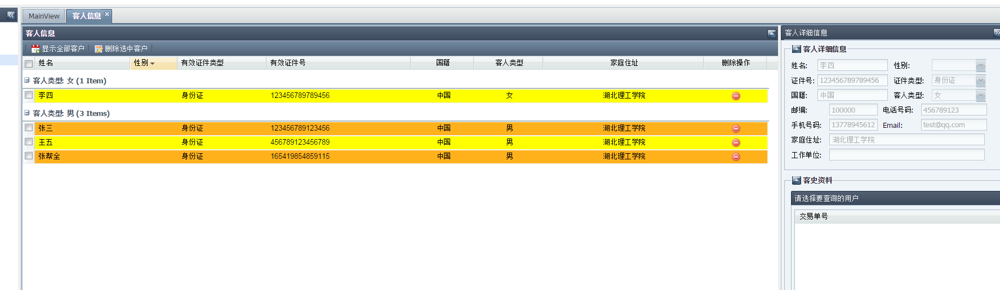 MainView 客人信息
客人信息
显示全部客户 删除选中客户
姓名 性别 有效证件类型 有效证件号 国籍 客人类型 家庭住址 删除操作
客人类型: 女 (1 Item)
李四 身份证 123456789789456 中国 女 湖北理工学院
客人类型: 男 (3 Items)
张三 身份证 123456789123456 中国 男 湖北理工学院
王五 身份证 456789123456789 中国 男 湖北理工学院
张帮全 身份证 165419854859115 中国 男 湖北理工学院
客人详细信息
客人详细信息
姓名: 李四 性别:
证件号: 123456789789456 证件类型: 身份证
国籍: 中国 客人类型: 女
邮编: 100000 电话号码: 456789123
手机号码: 13778945612 Email: test@qq.com
家庭住址: 湖北理工学院
工作单位:
客史资料
请选择要查询的用户
交易单号